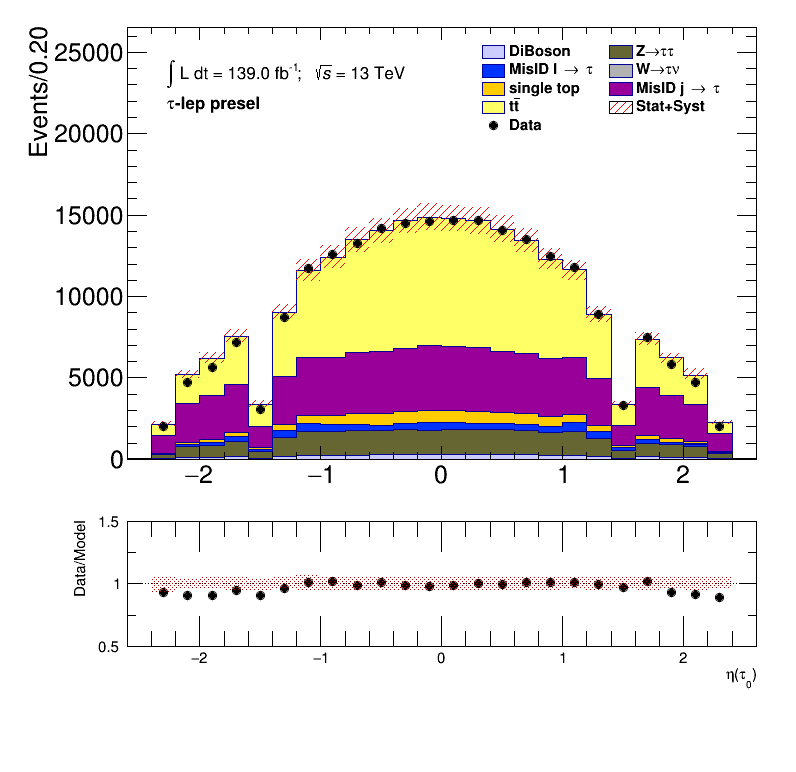 Events/0.20
25000
20000
15000
10000
5000
0
∫ L dt = 139.0 fb⁻¹; √s = 13 TeV
τ-lep presel
DiBoson
MisID l → τ
single top
tt̄
Data
Z→ττ
W→τν
MisID j → τ
Stat+Syst
−2 −1 0 1 2
Data/Model
1.5
1
0.5
−2 −1 0 1 2
η(τ₀)